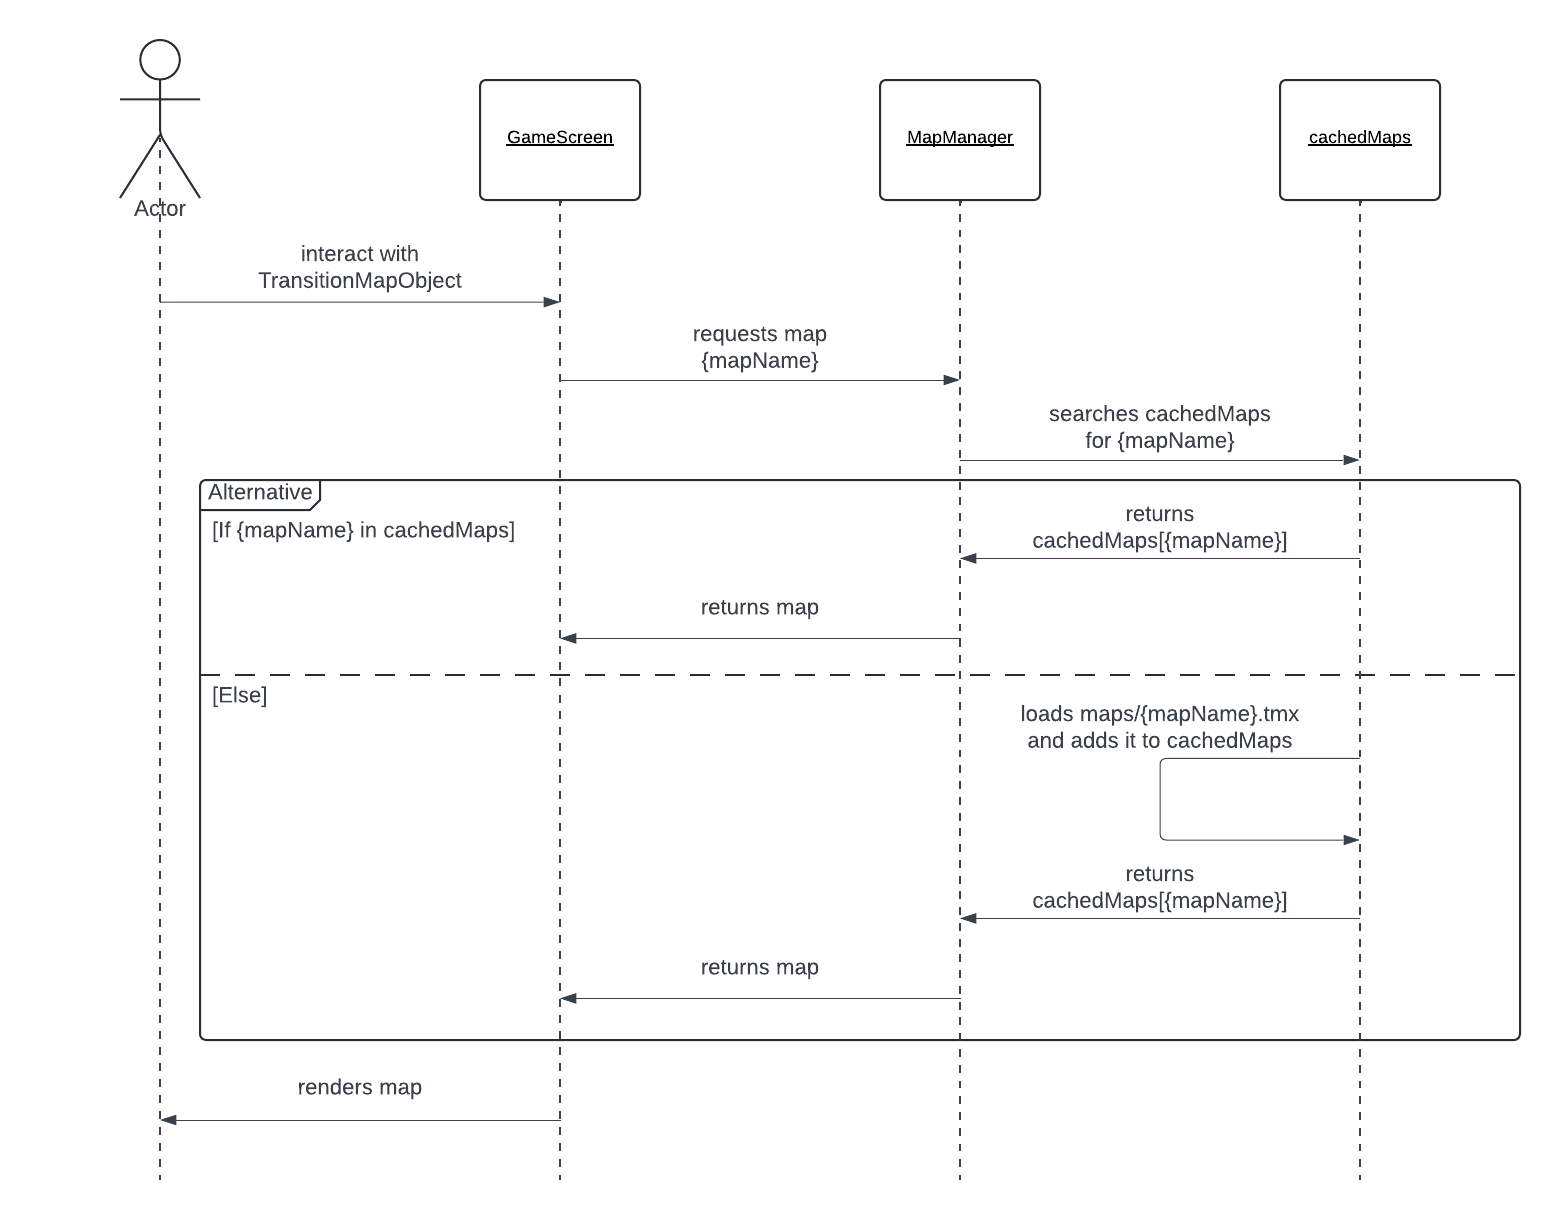 Actor
GameScreen
MapManager
cachedMaps
interact with
TransitionMapObject
requests map
{mapName}
searches cachedMaps
for {mapName}
Alternative
[If {mapName} in cachedMaps]
returns
cachedMaps[{mapName}]
returns map
[Else]
loads maps/{mapName}.tmx
and adds it to cachedMaps
returns
cachedMaps[{mapName}]
returns map
renders map